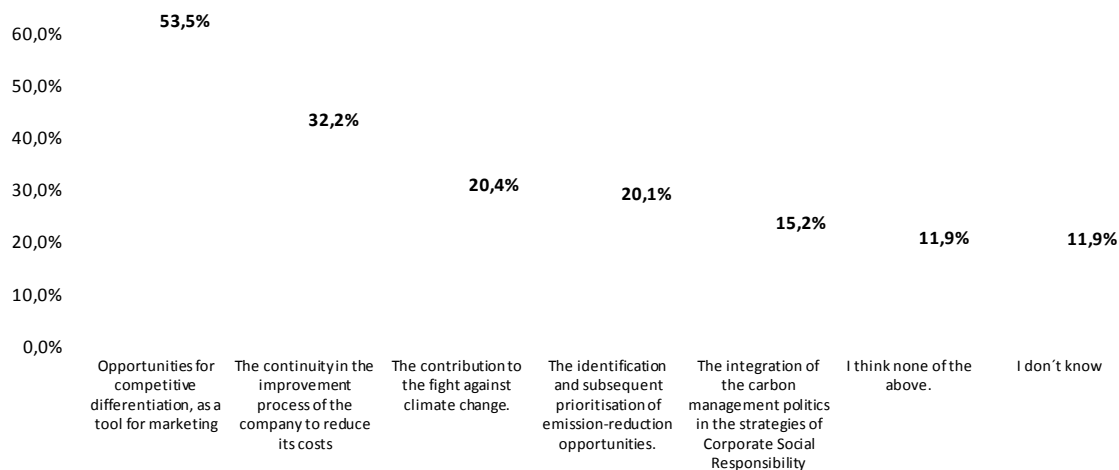 60,0%
50,0%
40,0%
30,0%
20,0%
10,0%
0,0%
53,5%
32,2%
20,4%
20,1%
15,2%
11,9%
11,9%
Opportunities for
competitive
differentiation, as a
tool for marketing
The continuity in the
improvement
process of the
company to reduce
its costs
The contribution to
the fight against
climate change.
The identification
and subsequent
prioritisation of
emission-reduction
opportunities.
The integration of
the carbon
management politics
in the strategies of
Corporate Social
Responsibility
I think none of the
above.
I don´t know